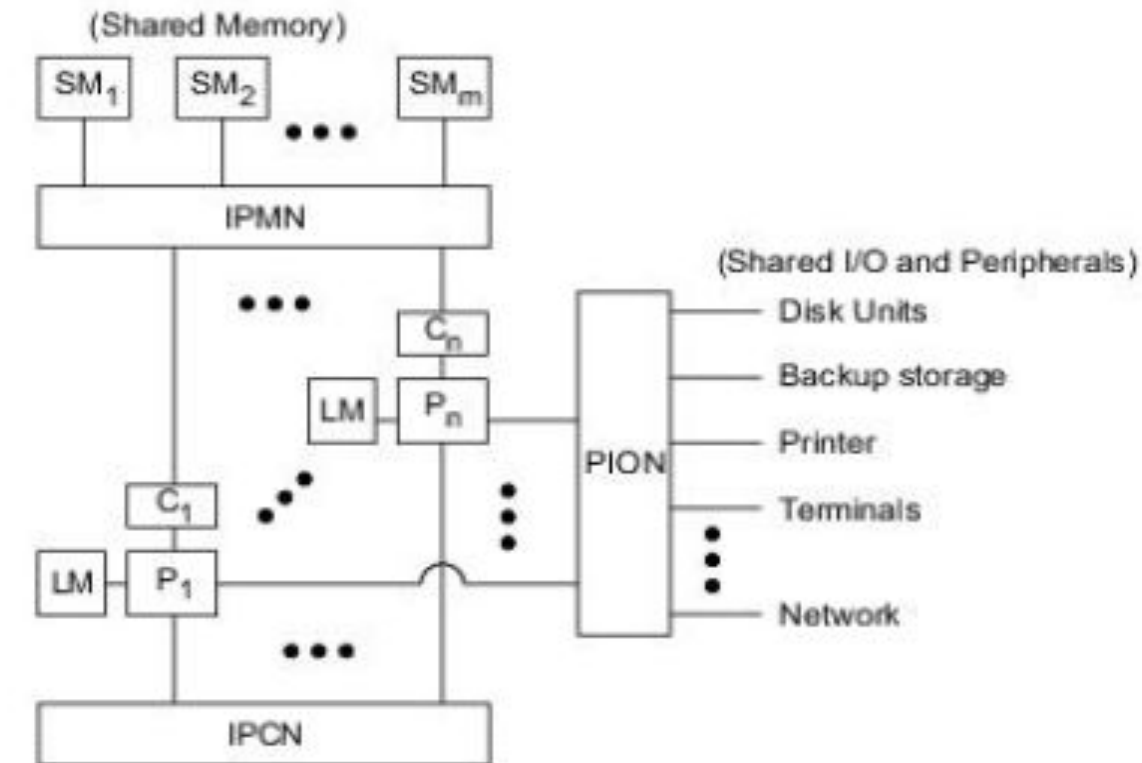 (Shared Memory)
SM1 SM2 SMm
IPMN
(Shared I/O and Peripherals)
Disk Units
Cn
Backup storage
LM Pn
Printer
PION
C1
Terminals
LM P1
Network
IPCN